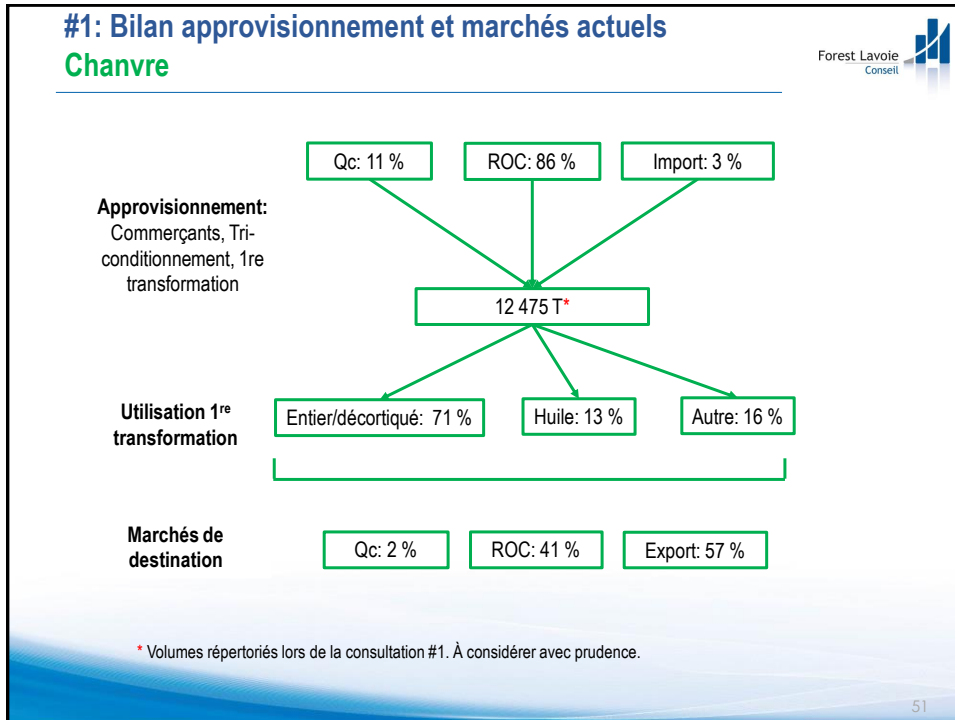 #1: Bilan approvisionnement et marchés actuels
Chanvre
Forest Lavoie
Conseil
Qc: 11 %
ROC: 86 %
Import: 3 %
Approvisionnement:
Commerçants, Tri-
conditionnement, 1re
transformation
12 475 T*
Utilisation 1re
transformation
Entier/décortiqué: 71 %
Huile: 13 %
Autre: 16 %
Marchés de
destination
Qc: 2 %
ROC: 41 %
Export: 57 %
* Volumes répertoriés lors de la consultation #1. À considérer avec prudence.
51